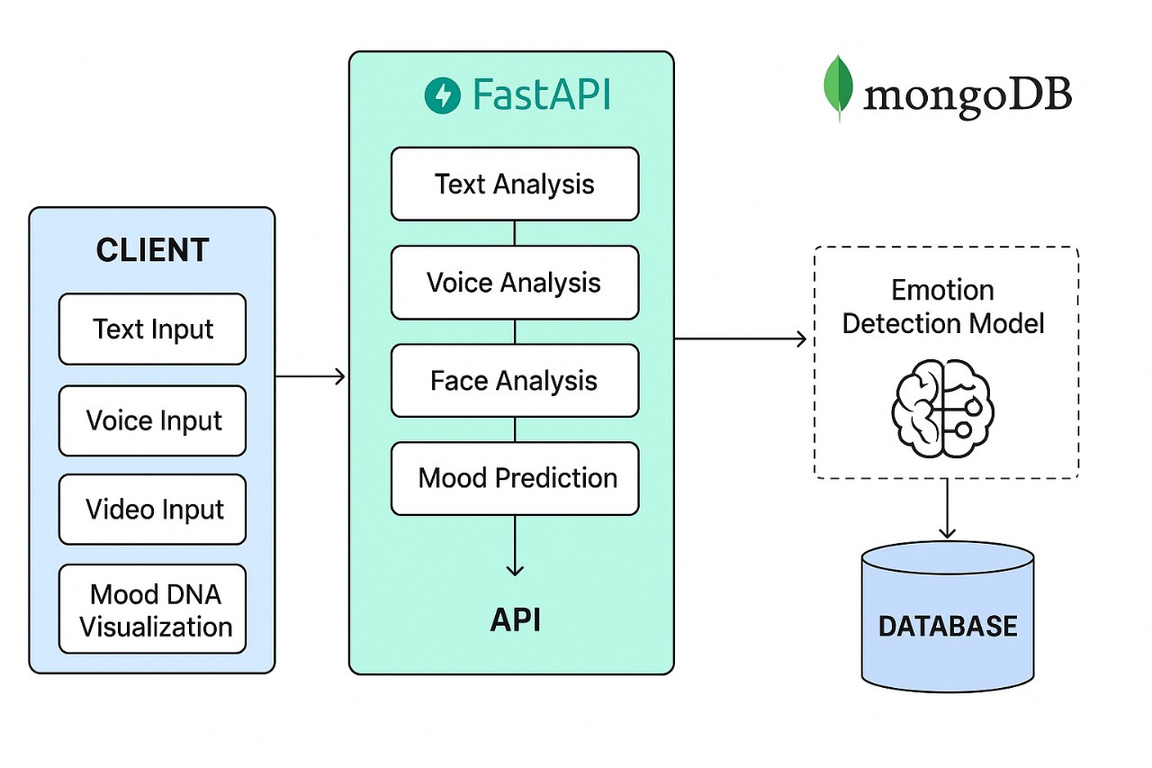 CLIENT
Text Input
Voice Input
Video Input
Mood DNA
Visualization
FastAPI
Text Analysis
Voice Analysis
Face Analysis
Mood Prediction
API
mongoDB
Emotion
Detection Model
DATABASE